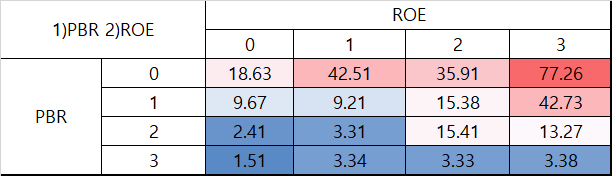 1)PBR 2)ROE
ROE
0 1 2 3
PBR
0 18.63 42.51 35.91 77.26
1 9.67 9.21 15.38 42.73
2 2.41 3.31 15.41 13.27
3 1.51 3.34 3.33 3.38